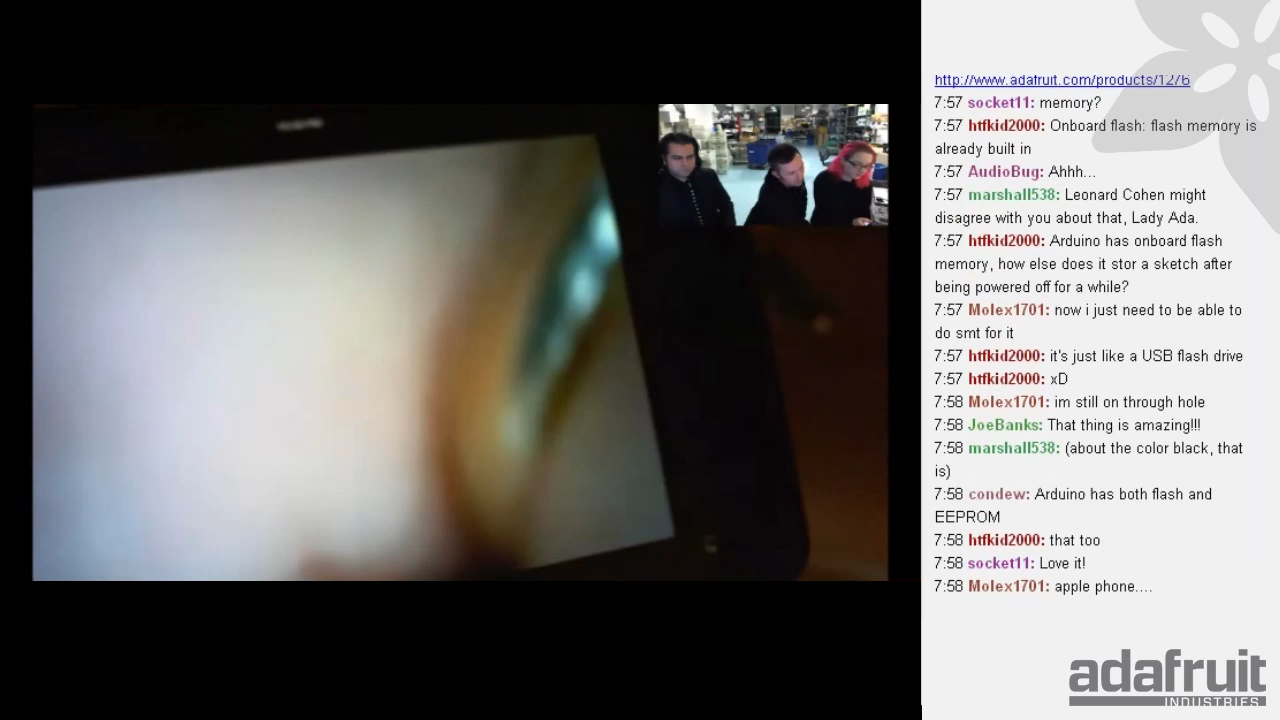 http://www.adafruit.com/products/1276
7:57 socket11: memory?
7:57 htfkid2000: Onboard flash: flash memory is
already built in
7:57 AudioBug: Ahhh...
7:57 marshall538: Leonard Cohen might
disagree with you about that, Lady Ada.
7:57 htfkid2000: Arduino has onboard flash
memory, how else does it stor a sketch after
being powered off for a while?
7:57 Molex1701: now i just need to be able to
do smt for it
7:57 htfkid2000: it's just like a USB flash drive
7:57 htfkid2000: xD
7:58 Molex1701: im still on through hole
7:58 JoeBanks: That thing is amazing!!!
7:58 marshall538: (about the color black, that
is)
7:58 condew: Arduino has both flash and
EEPROM
7:58 htfkid2000: that too
7:58 socket11: Love it!
7:58 Molex1701: apple phone....
adafruit
INDUSTRIES